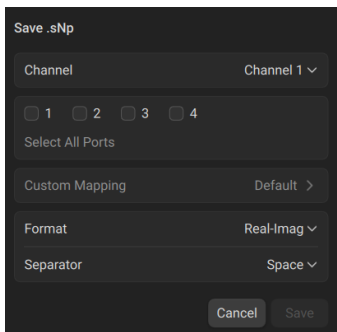 Save .sNp
Channel Channel 1
1 2 3 4
Select All Ports
Custom Mapping Default
Format Real-Imag
Separator Space
Cancel Save